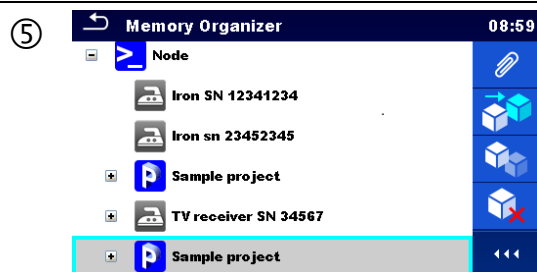 ⑤
Memory Organizer 08:59
Node
Iron SN 12341234
Iron sn 23452345
Sample project
TV receiver SN 34567
Sample project